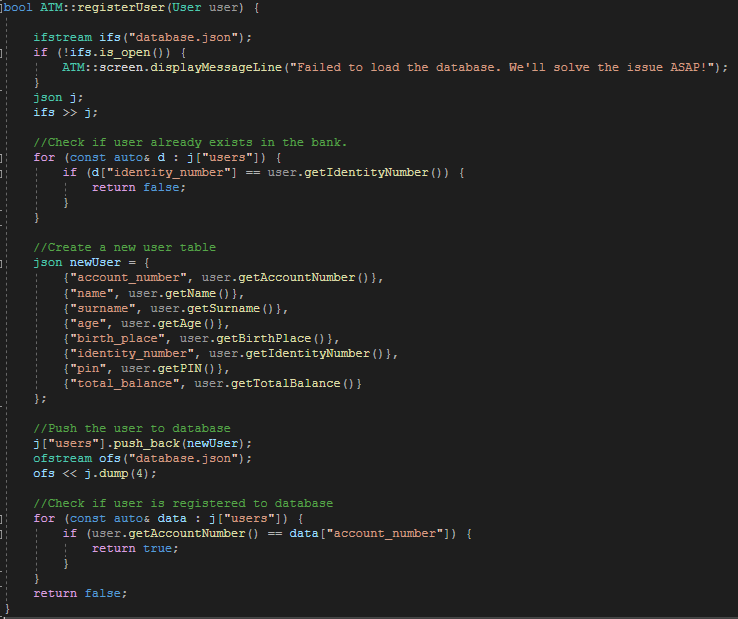 bool ATM::registerUser(User user) {
ifstream ifs("database.json");
if (!ifs.is_open()) {
ATM::screen.displayMessageLine("Failed to load the database. We'll solve the issue ASAP!");
}
json j;
ifs >> j;
//Check if user already exists in the bank.
for (const auto& d : j["users"]) {
if (d["identity_number"] == user.getIdentityNumber()) {
return false;
}
}
//Create a new user table
json newUser = {
{"account_number", user.getAccountNumber()},
{"name", user.getName()},
{"surname", user.getSurname()},
{"age", user.getAge()},
{"birth_place", user.getBirthPlace()},
{"identity_number", user.getIdentityNumber()},
{"pin", user.getPIN()},
{"total_balance", user.getTotalBalance()}
};
//Push the user to database
j["users"].push_back(newUser);
ofstream ofs("database.json");
ofs << j.dump(4);
//Check if user is registered to database
for (const auto& data : j["users"]) {
if (user.getAccountNumber() == data["account_number"]) {
return true;
}
}
return false;
}